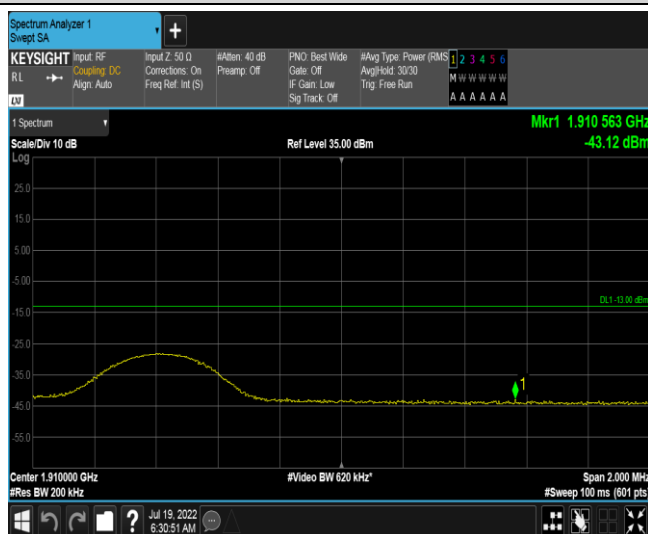 Spectrum Analyzer 1
Swept SA
+
KEYSIGHT
RL
LXI
Input: RF
Coupling: DC
Align: Auto
Input Z: 50 Ω
Corrections: On
Freq Ref: Int (S)
#Atten: 40 dB
Preamp: Off
PNO: Best Wide
Gate: Off
IF Gain: Low
Sig Track: Off
#Avg Type: Power (RMS
Avg|Hold: 30/30
Trig: Free Run
1 2 3 4 5 6
M W W W W W
A A A A A A
1 Spectrum
Scale/Div 10 dB
Ref Level 35.00 dBm
Mkr1 1.910 563 GHz
-43.12 dBm
Log
25.0
15.0
5.00
-5.00
-15.0
-25.0
-35.0
-45.0
-55.0
DL1 -13.00 dBm
1
Center 1.910000 GHz
#Video BW 620 kHz*
Span 2.000 MHz
#Res BW 200 kHz
#Sweep 100 ms (601 pts)
?
Jul 19, 2022
6:30:51 AM